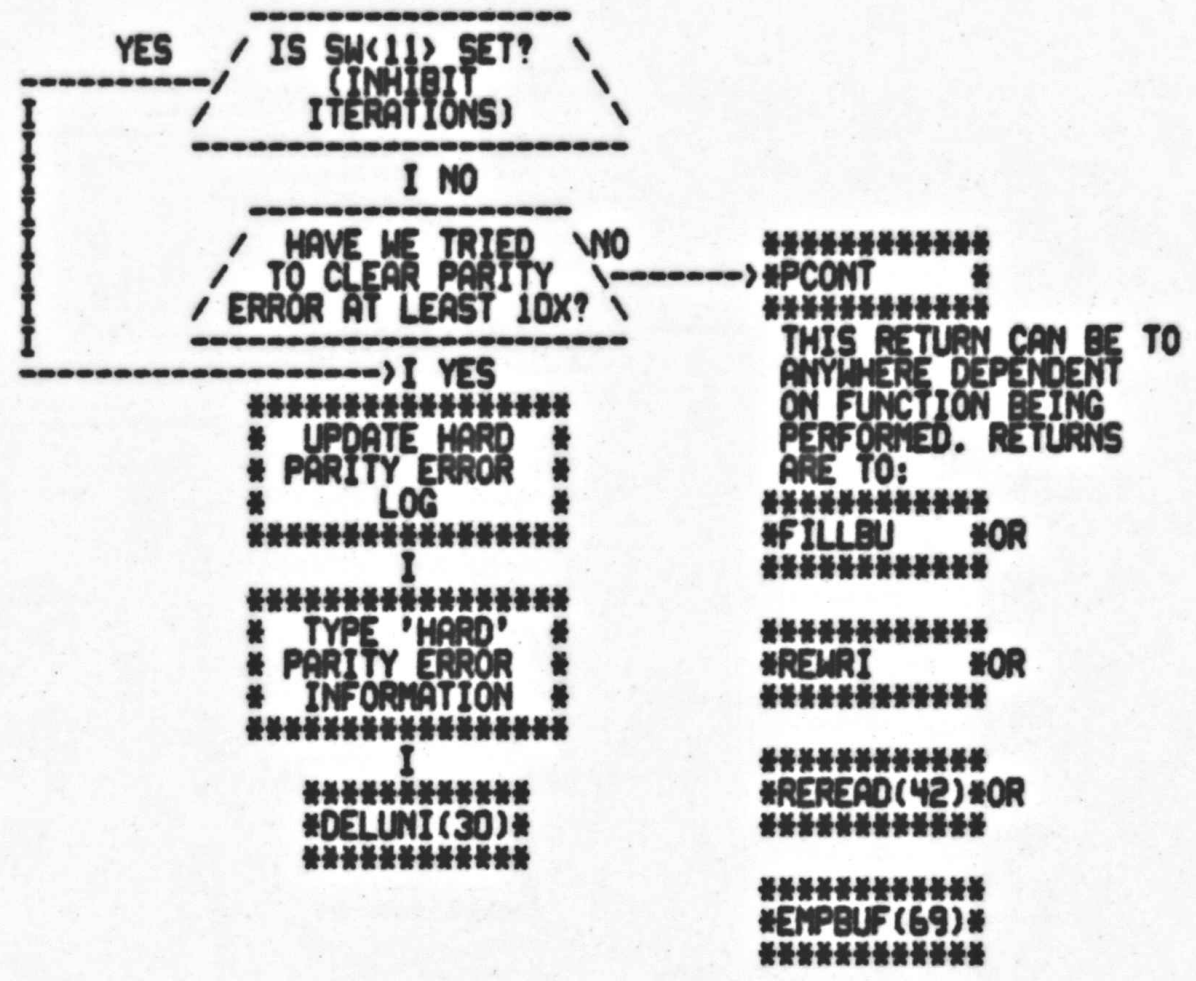 YES
IS SW<11> SET?
(INHIBIT
ITERATIONS)
I NO
HAVE WE TRIED
TO CLEAR PARITY
ERROR AT LEAST 10X?
NO
*PCONT *
THIS RETURN CAN BE TO
ANYWHERE DEPENDENT
ON FUNCTION BEING
PERFORMED. RETURNS
ARE TO:
I YES
* UPDATE HARD *
* PARITY ERROR *
* LOG *
I
* TYPE 'HARD' *
* PARITY ERROR *
* INFORMATION *
I
*DELUNI(30)*
*FILLBU *OR
*REWRI *OR
*REREAD(42)*OR
*EMPBUF(69)*